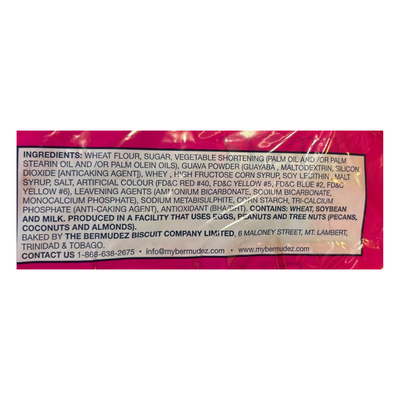 INGREDIENTS: WHEAT FLOUR, SUGAR, VEGETABLE SHORTENING (PALM OIL AND /OR PALM
STEARIN OIL AND /OR PALM OLEIN OILS), GUAVA POWDER (GUAYABA , MALTODEXTRIN, SILICON
DIOXIDE [ANTICAKING AGENT]), WHEY , HIGH FRUCTOSE CORN SYRUP, SOY LECITHIN , MALT
SYRUP, SALT, ARTIFICIAL COLOUR (FD&C RED #40, FD&C YELLOW #5, FD&C BLUE #2, FD&C
YELLOW #6), LEAVENING AGENTS (AMMONIUM BICARBONATE, SODIUM BICARBONATE,
MONOCALCIUM PHOSPHATE), SODIUM METABISULPHITE, CORN STARCH, TRI-CALCIUM
PHOSPHATE (ANTI-CAKING AGENT), ANTIOXIDANT (BHA/BHT). CONTAINS: WHEAT, SOYBEAN
AND MILK. PRODUCED IN A FACILITY THAT USES EGGS, PEANUTS AND TREE NUTS (PECANS,
COCONUTS AND ALMONDS).
BAKED BY THE BERMUDEZ BISCUIT COMPANY LIMITED, 6 MALONEY STREET, MT. LAMBERT,
TRINIDAD & TOBAGO.
CONTACT US 1-868-638-2675 • info@mybermudez.com • www.mybermudez.com